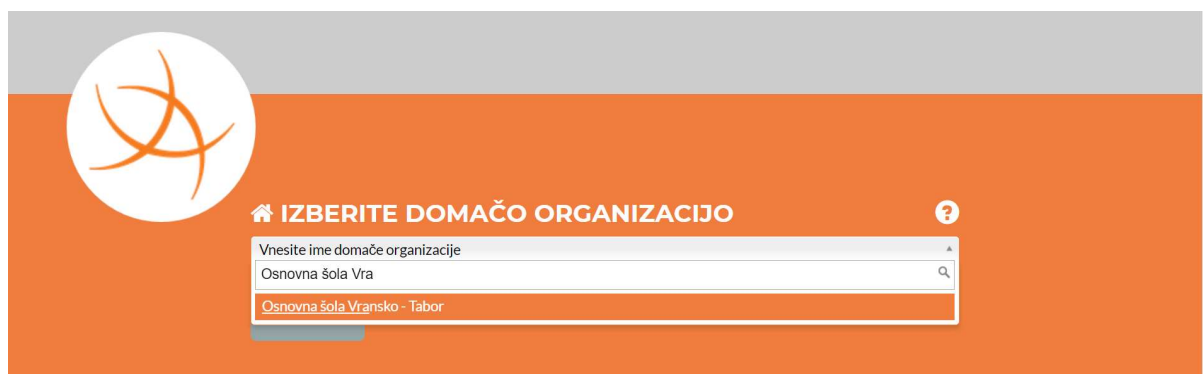 IZBERITE DOMAČO ORGANIZACIJO
Vnesite ime domače organizacije
Osnovna šola Vra
Osnovna šola Vransko - Tabor